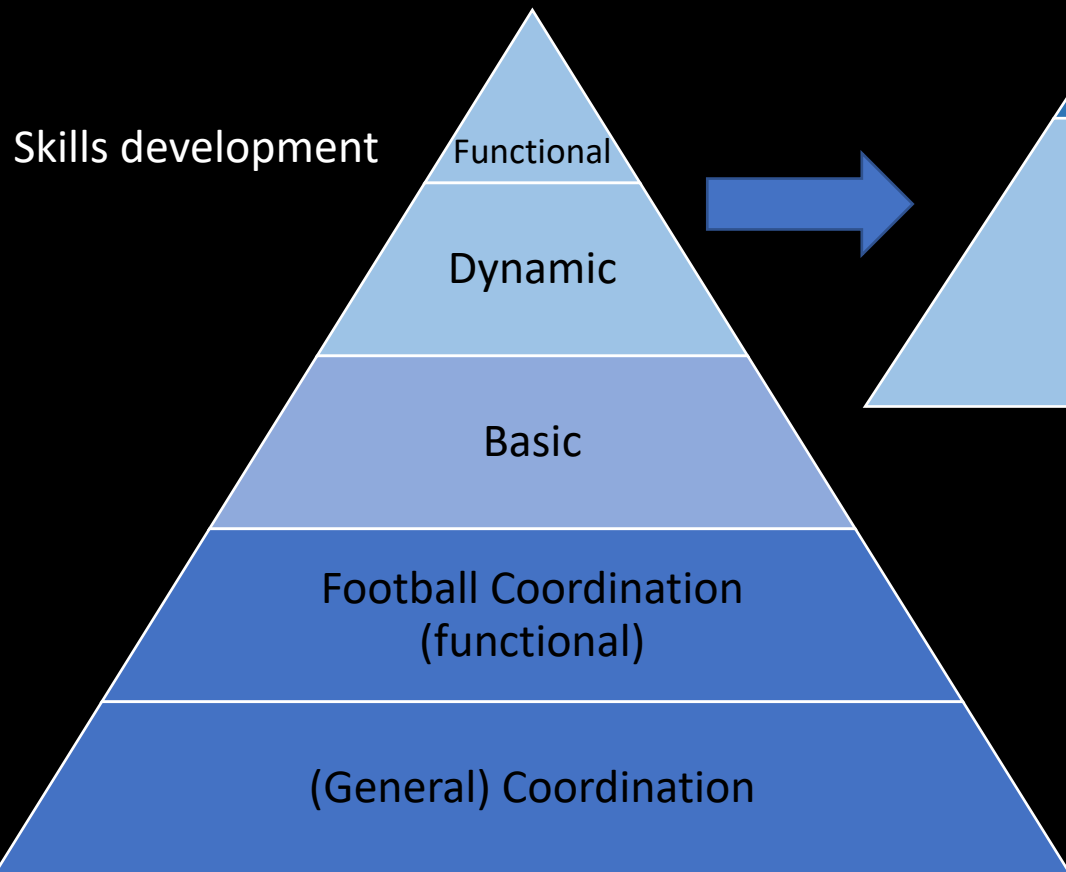 Skills development
Functional
Dynamic
Basic
Football Coordination
(functional)
(General) Coordination